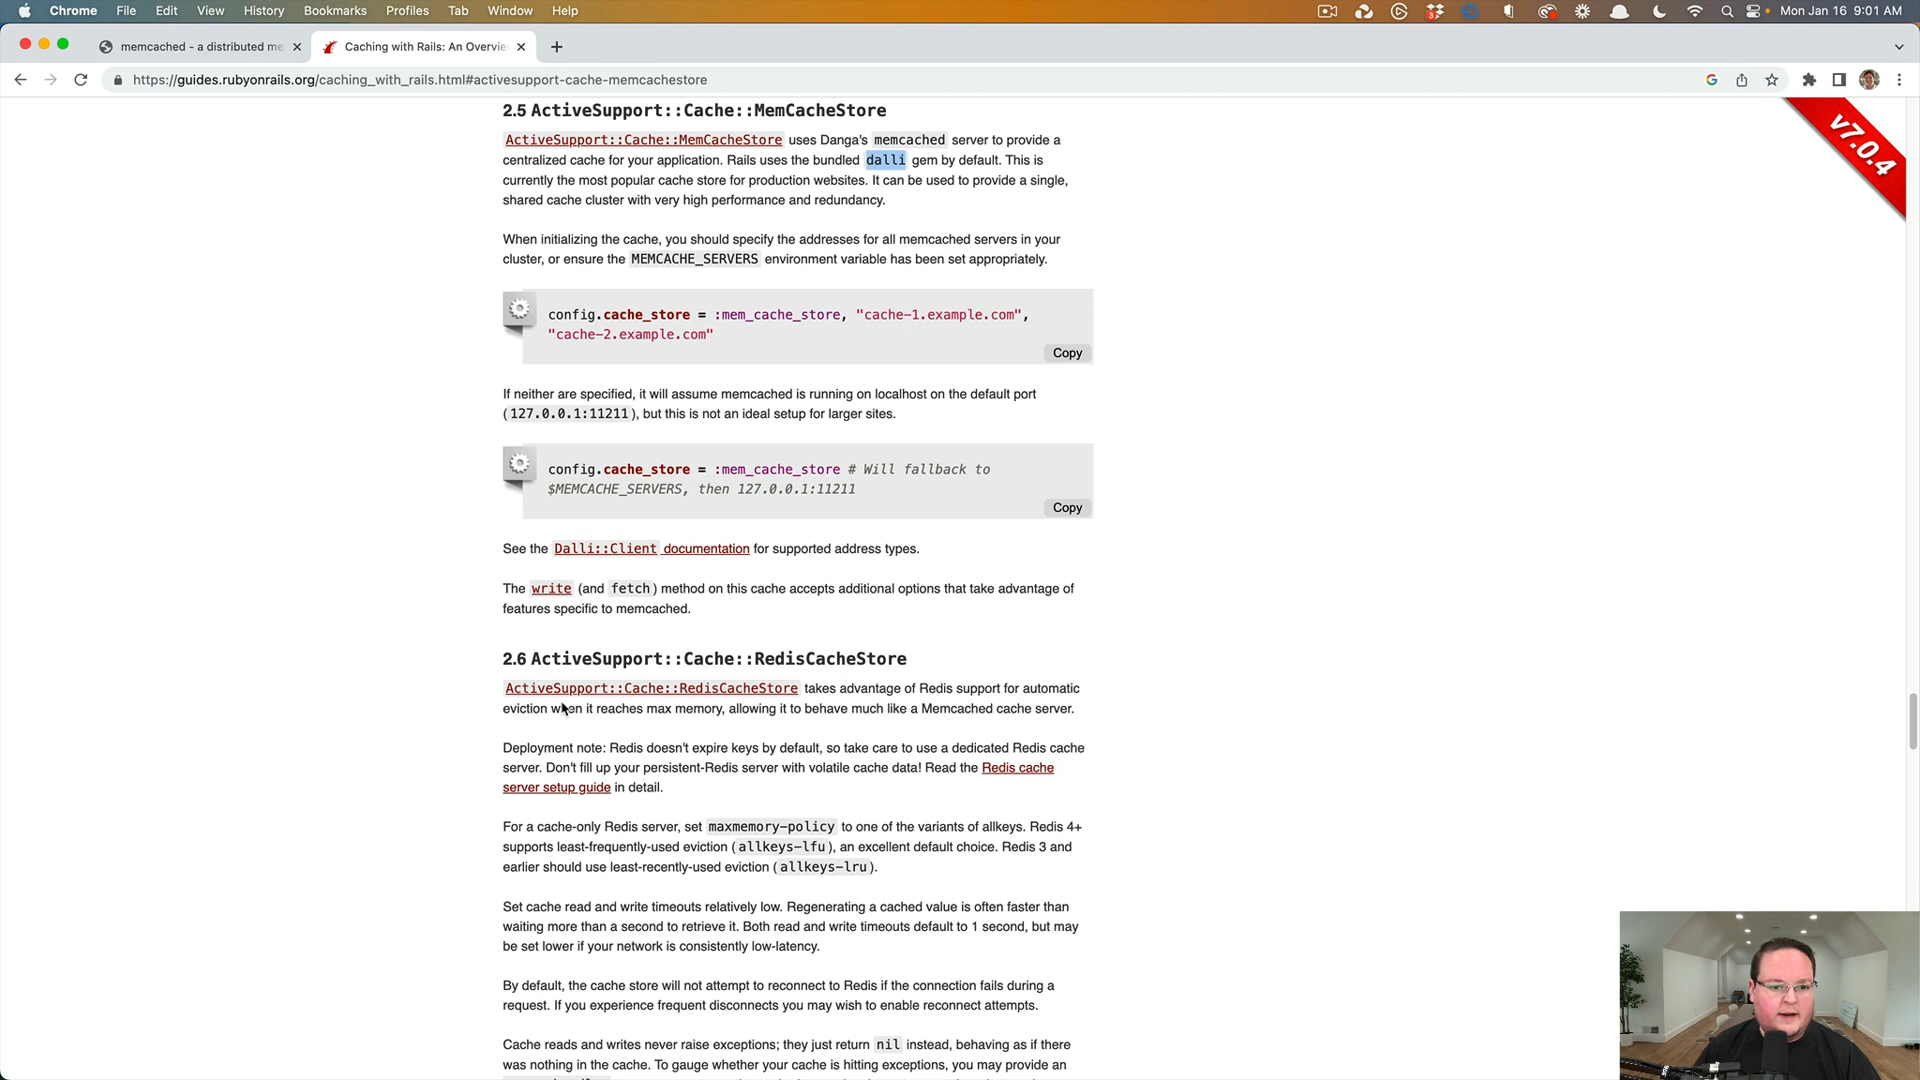 Chrome File Edit View History Bookmarks Profiles Tab Window Help Mon Jan 16 9:01 AM
memcached - a distributed me Caching with Rails: An Overvie
https://guides.rubyonrails.org/caching_with_rails.html#activesupport-cache-memcachestore
v7.0.4
2.5 ActiveSupport::Cache::MemCacheStore
ActiveSupport::Cache::MemCacheStore uses Danga's memcached server to provide a
centralized cache for your application. Rails uses the bundled dalli gem by default. This is
currently the most popular cache store for production websites. It can be used to provide a single,
shared cache cluster with very high performance and redundancy.
When initializing the cache, you should specify the addresses for all memcached servers in your
cluster, or ensure the MEMCACHE_SERVERS environment variable has been set appropriately.
config.cache_store = :mem_cache_store, "cache-1.example.com",
"cache-2.example.com"
Copy
If neither are specified, it will assume memcached is running on localhost on the default port
(127.0.0.1:11211), but this is not an ideal setup for larger sites.
config.cache_store = :mem_cache_store # Will fallback to
$MEMCACHE_SERVERS, then 127.0.0.1:11211
Copy
See the Dalli::Client documentation for supported address types.
The write (and fetch) method on this cache accepts additional options that take advantage of
features specific to memcached.
2.6 ActiveSupport::Cache::RedisCacheStore
ActiveSupport::Cache::RedisCacheStore takes advantage of Redis support for automatic
eviction when it reaches max memory, allowing it to behave much like a Memcached cache server.
Deployment note: Redis doesn't expire keys by default, so take care to use a dedicated Redis cache
server. Don't fill up your persistent-Redis server with volatile cache data! Read the Redis cache
server setup guide in detail.
For a cache-only Redis server, set maxmemory-policy to one of the variants of allkeys. Redis 4+
supports least-frequently-used eviction (allkeys-lfu), an excellent default choice. Redis 3 and
earlier should use least-recently-used eviction (allkeys-lru).
Set cache read and write timeouts relatively low. Regenerating a cached value is often faster than
waiting more than a second to retrieve it. Both read and write timeouts default to 1 second, but may
be set lower if your network is consistently low-latency.
By default, the cache store will not attempt to reconnect to Redis if the connection fails during a
request. If you experience frequent disconnects you may wish to enable reconnect attempts.
Cache reads and writes never raise exceptions; they just return nil instead, behaving as if there
was nothing in the cache. To gauge whether your cache is hitting exceptions, you may provide an